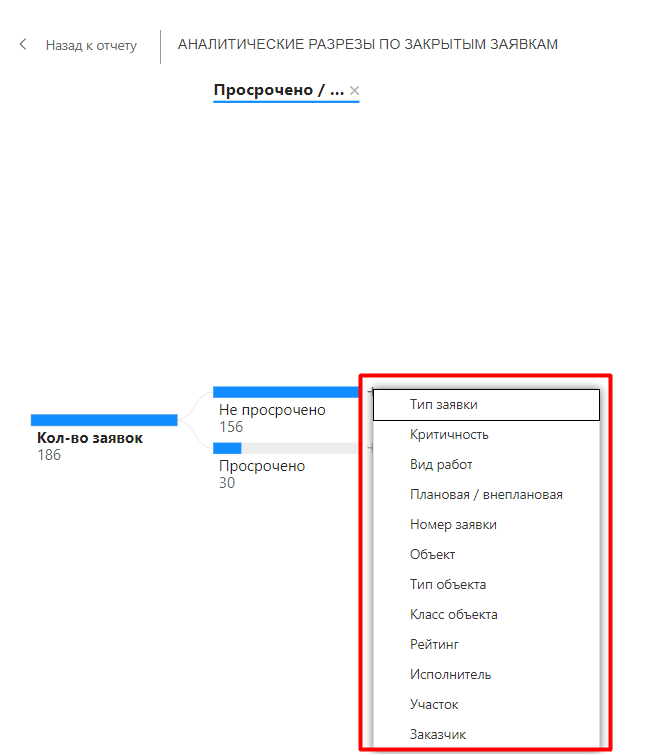 Назад к отчету
АНАЛИТИЧЕСКИЕ РАЗРЕЗЫ ПО ЗАКРЫТЫМ ЗАЯВКАМ
Просрочено / ...
Кол-во заявок
186
Не просрочено
156
Просрочено
30
Тип заявки
Критичность
Вид работ
Плановая / внеплановая
Номер заявки
Объект
Тип объекта
Класс объекта
Рейтинг
Исполнитель
Участок
Заказчик